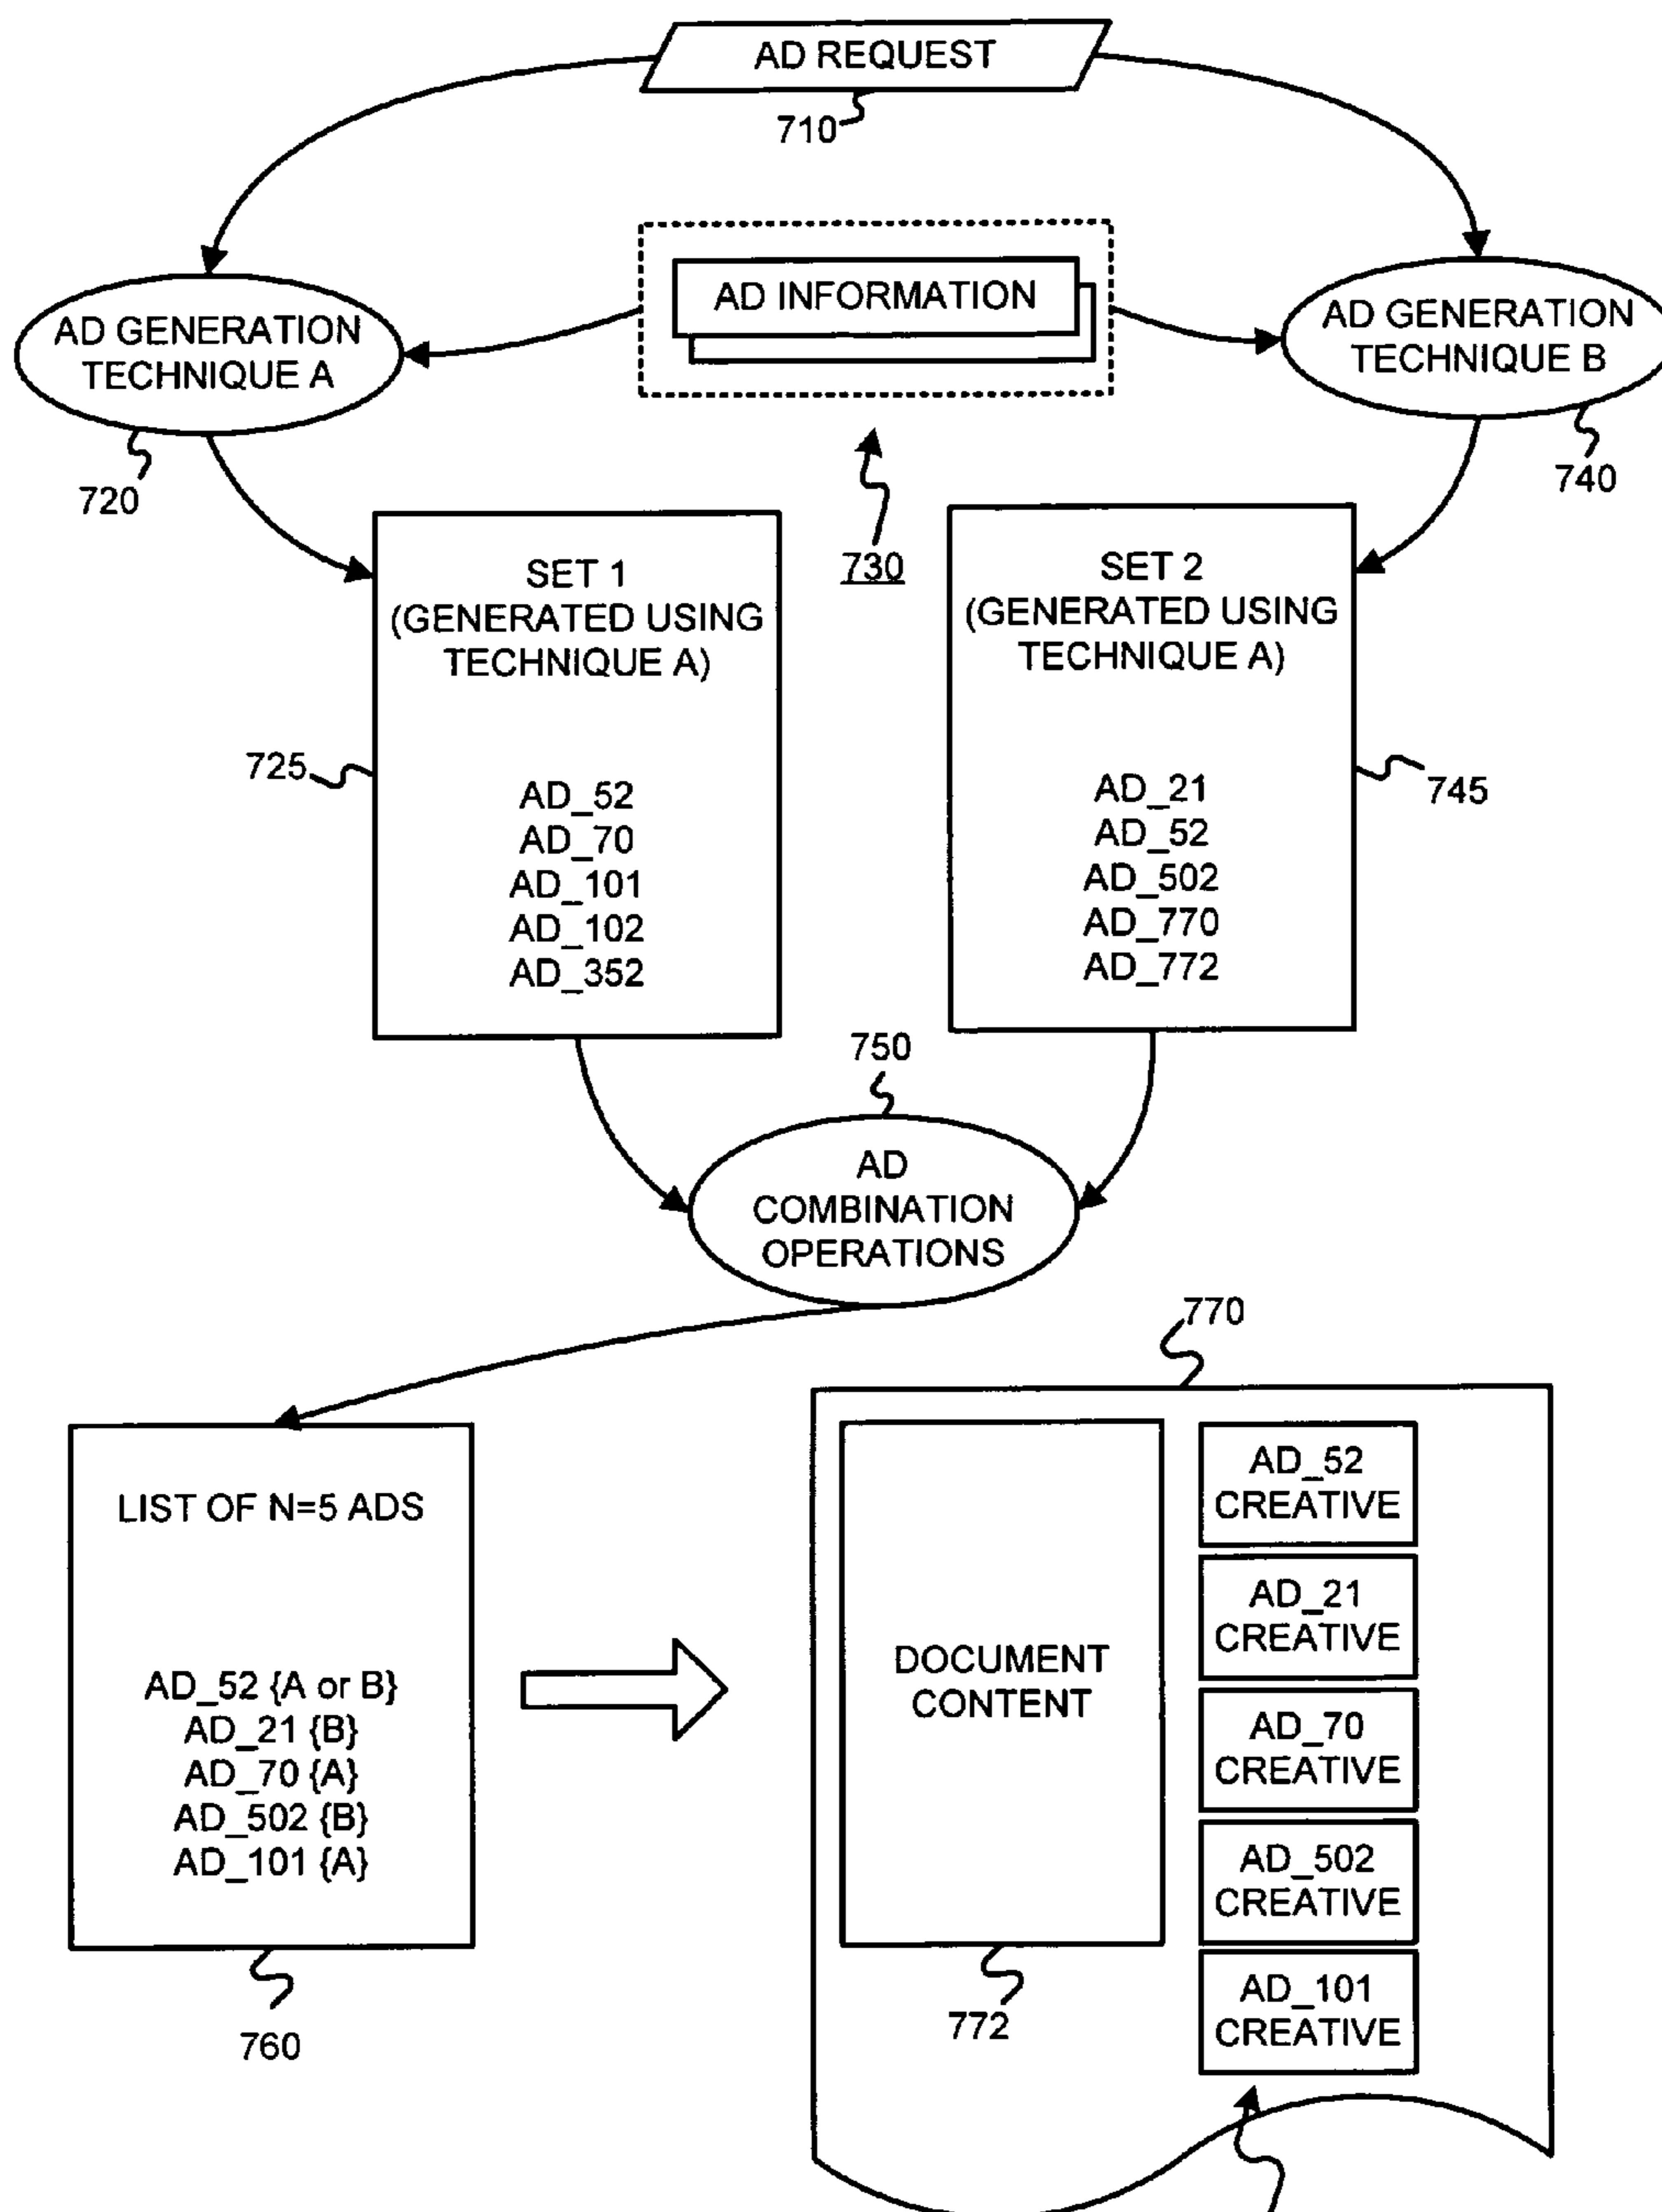 AD REQUEST
710
AD INFORMATION
AD GENERATION
TECHNIQUE A
AD GENERATION
TECHNIQUE B
720
740
730
SET 1
(GENERATED USING
TECHNIQUE A)
SET 2
(GENERATED USING
TECHNIQUE A)
725
745
AD_52
AD_70
AD_101
AD_102
AD_352
AD_21
AD_52
AD_502
AD_770
AD_772
750
AD
COMBINATION
OPERATIONS
770
LIST OF N=5 ADS
AD_52 {A or B}
AD_21 {B}
AD_70 {A}
AD_502 {B}
AD_101 {A}
760
DOCUMENT
CONTENT
772
AD_52
CREATIVE
AD_21
CREATIVE
AD_70
CREATIVE
AD_502
CREATIVE
AD_101
CREATIVE